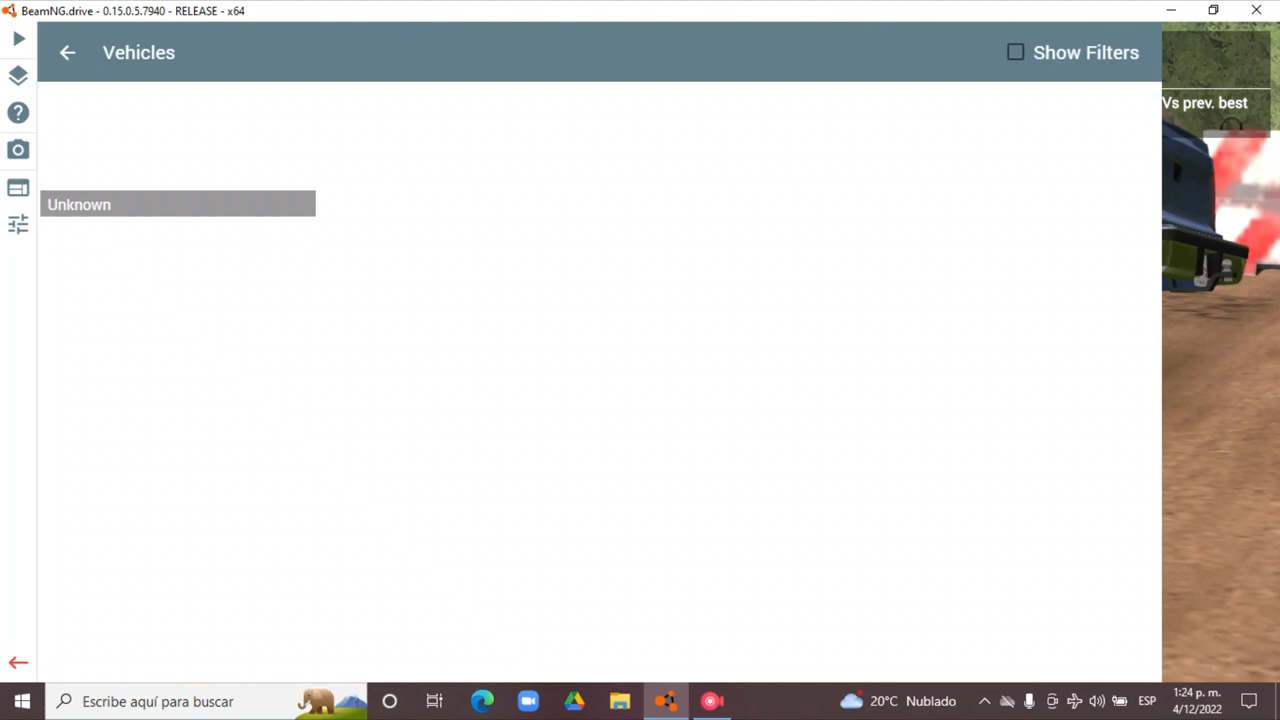 BeamNG.drive - 0.15.0.5.7940 - RELEASE - x64
Vehicles
Show Filters
Vs prev. best
Unknown
Escribe aquí para buscar
20°C Nublado
ESP
1:24 p. m.
4/12/2022